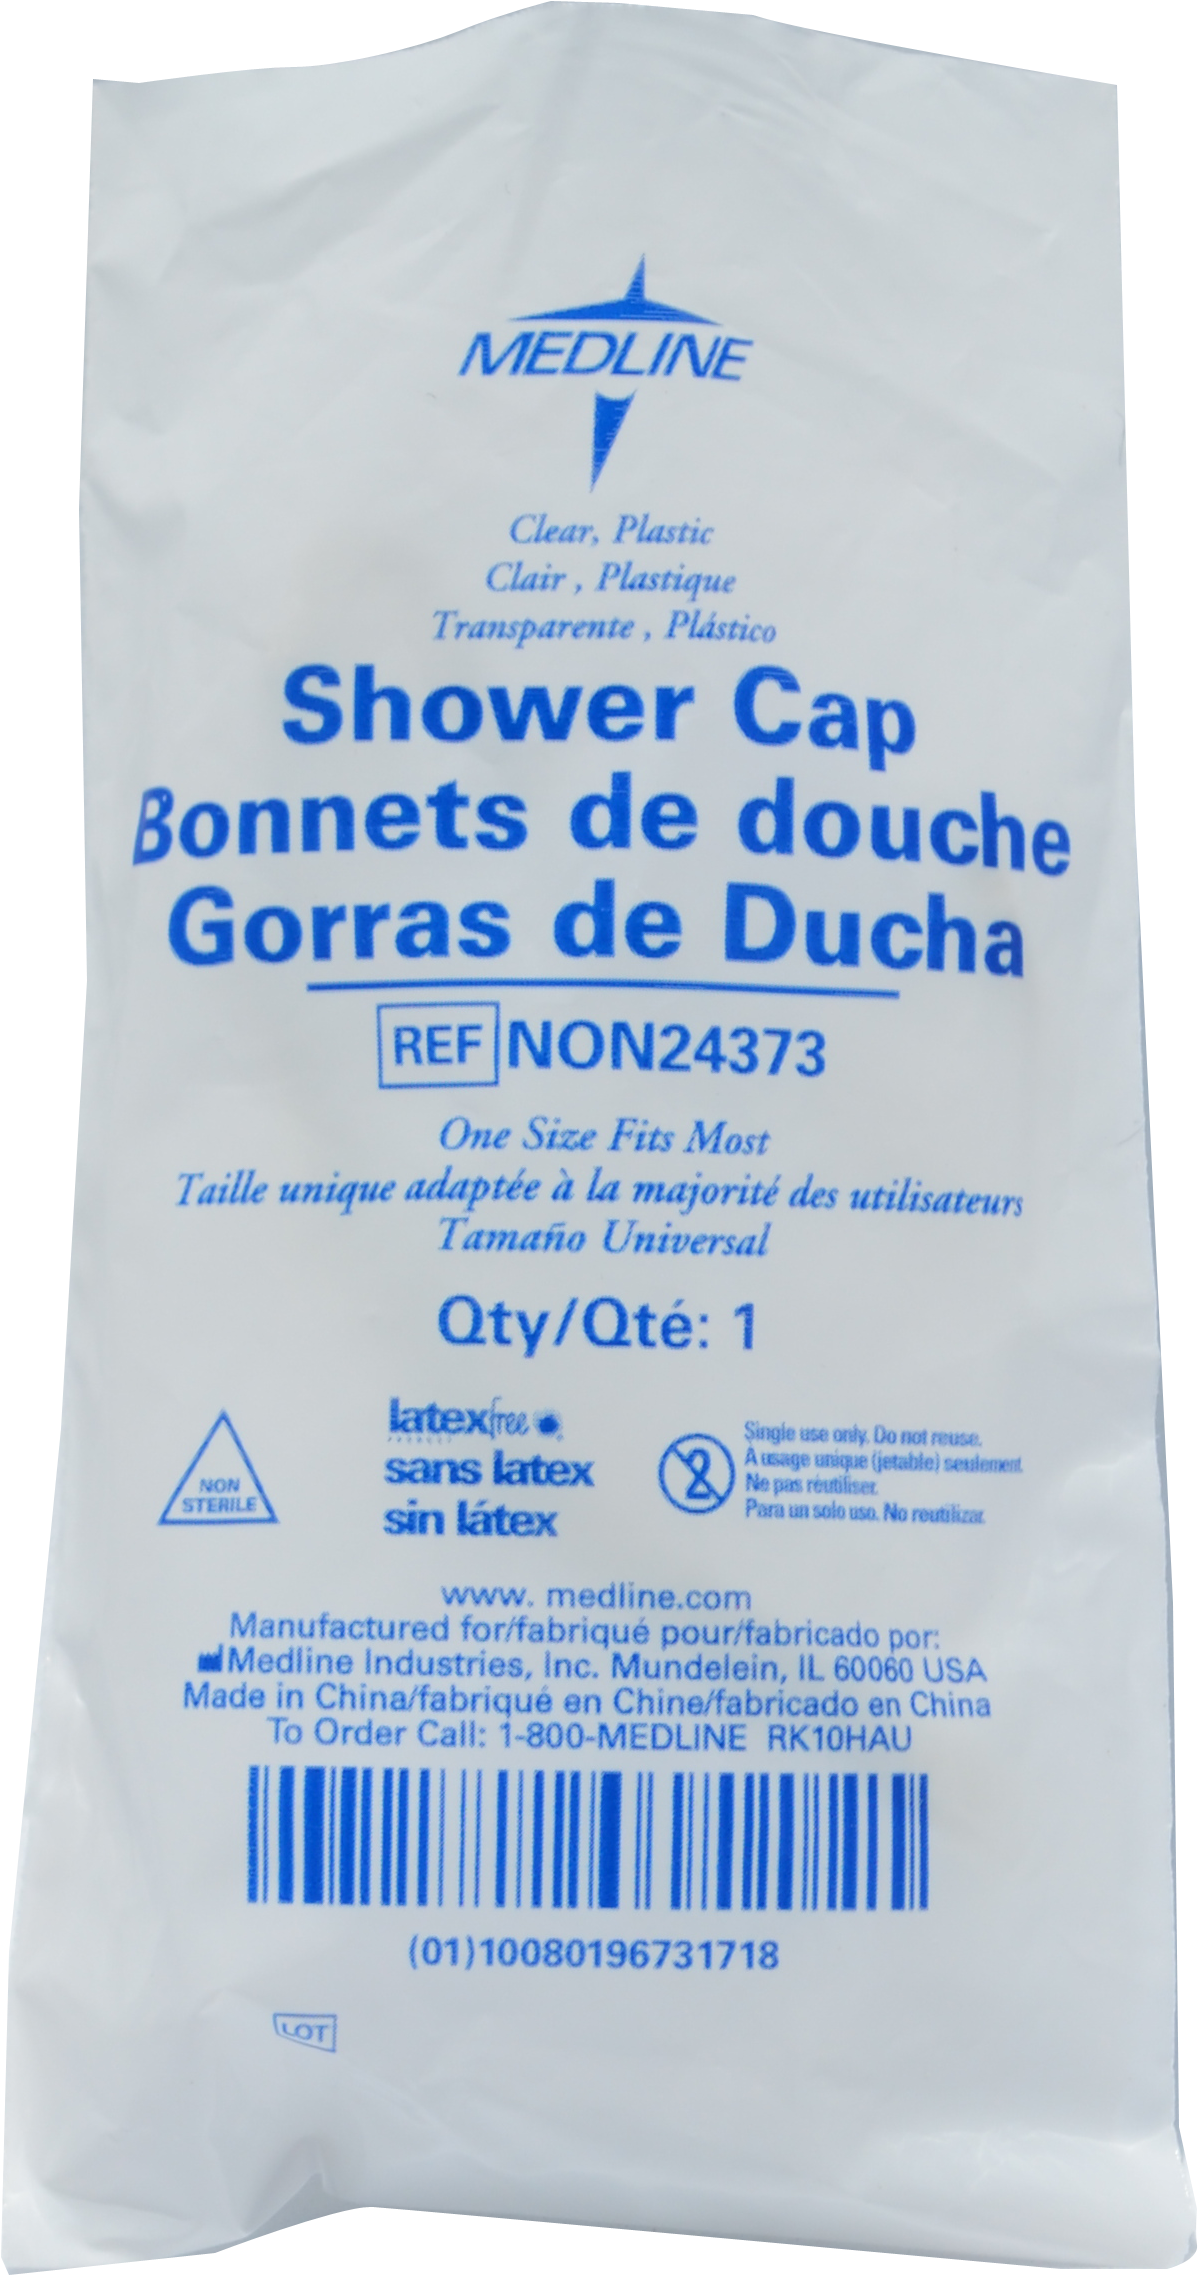 MEDLINE
Clear, Plastic
Clair , Plastique
Transparente , Plástico
Shower Cap
Bonnets de douche
Gorras de Ducha
REF NON24373
One Size Fits Most
Taille unique adaptée à la majorité des utilisateurs
Tamaño Universal
Qty/Qté: 1
NON
STERILE
latexfree
PRODUCT
sans latex
sin látex
2
Single use only. Do not reuse.
À usage unique (jetable) seulement.
Ne pas réutiliser.
Para un solo uso. No reutilizar.
www. medline.com
Manufactured for/fabriqué pour/fabricado por:
Medline Industries, Inc. Mundelein, IL 60060 USA
Made in China/fabriqué en Chine/fabricado en China
To Order Call: 1-800-MEDLINE RK10HAU
(01)10080196731718
LOT